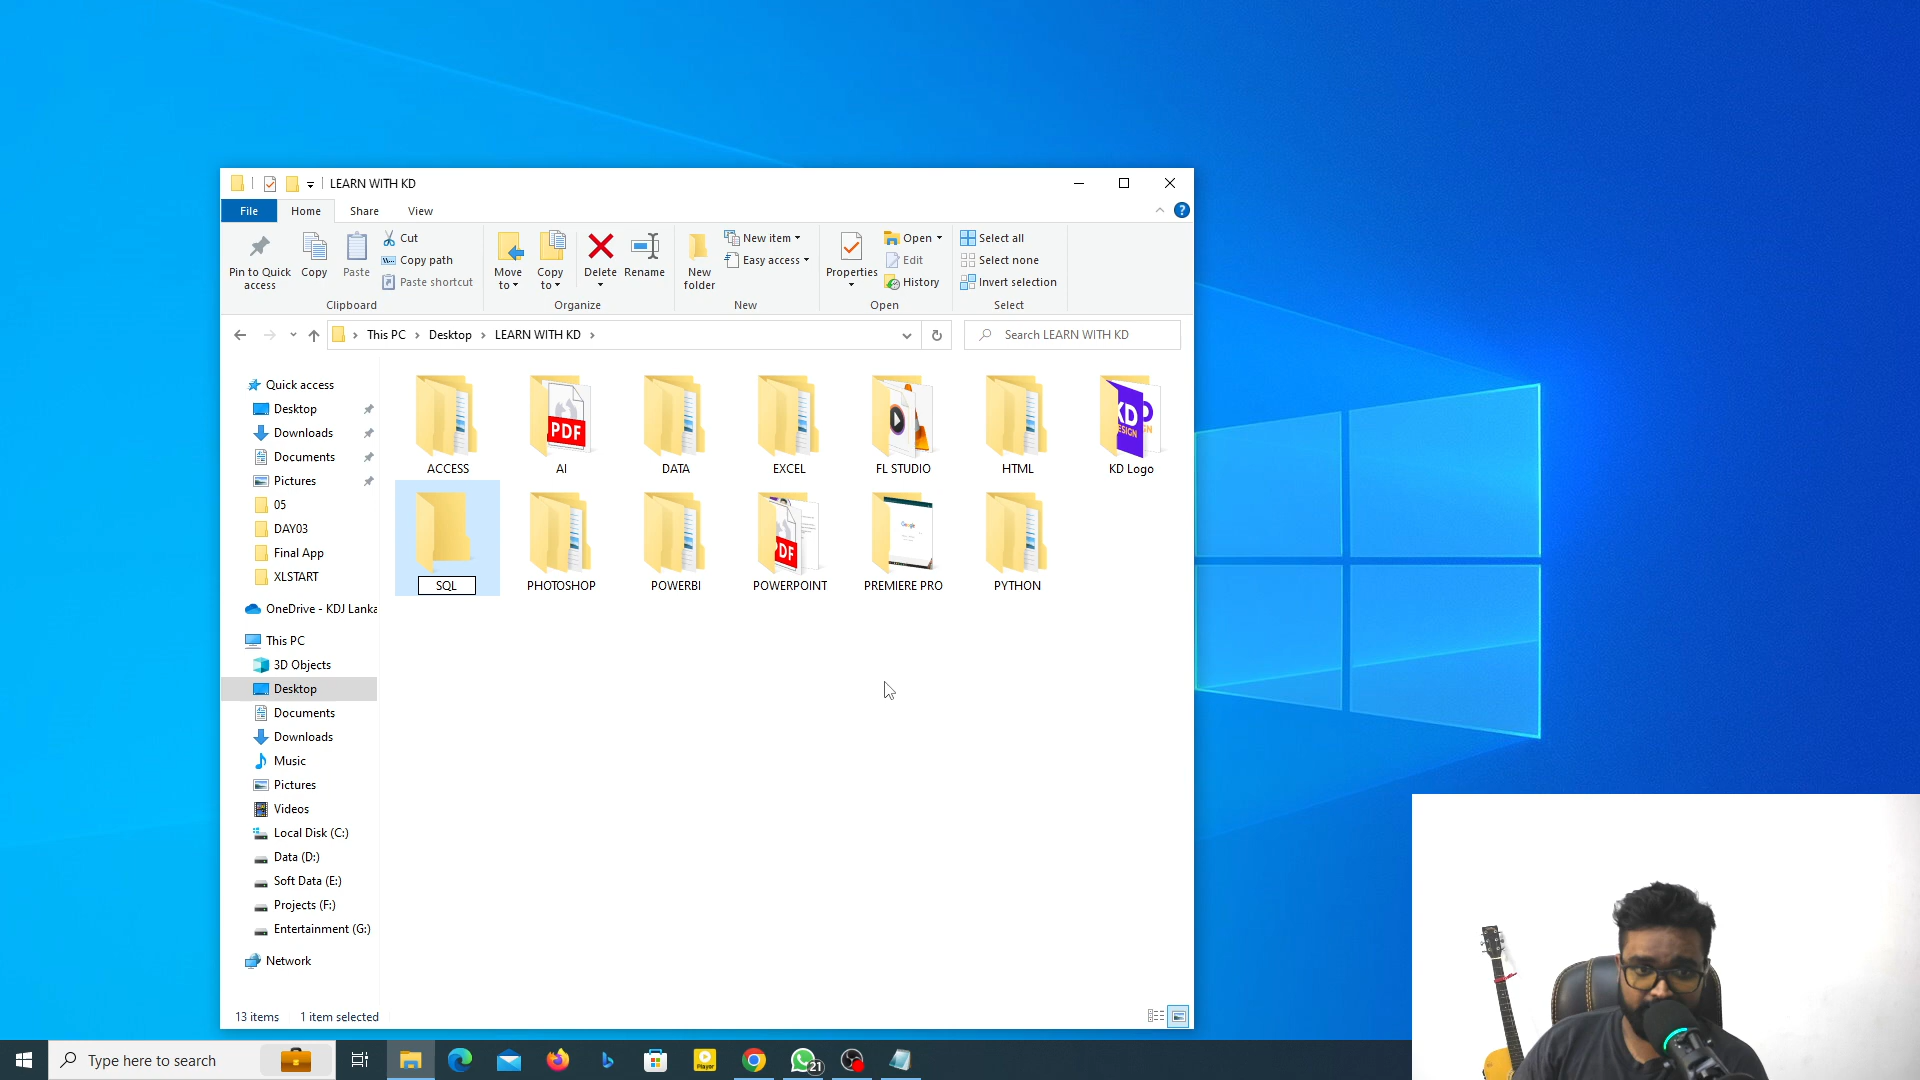 LEARN WITH KD
File Home Share View
Pin to Quick access
Copy
Paste
Cut
Copy path
Paste shortcut
Clipboard
Move to
Copy to
Delete
Rename
Organize
New folder
New item
Easy access
New
Properties
Open
Edit
History
Open
Select all
Select none
Invert selection
Select
This PC Desktop LEARN WITH KD
Search LEARN WITH KD
Quick access
Desktop
Downloads
Documents
Pictures
05
DAY03
Final App
XLSTART
OneDrive - KDJ Lanka
This PC
3D Objects
Desktop
Documents
Downloads
Music
Pictures
Videos
Local Disk (C:)
Data (D:)
Soft Data (E:)
Projects (F:)
Entertainment (G:)
Network
PDF
ACCESS AI DATA EXCEL FL STUDIO HTML KD Logo
PDF
Google
SQL PHOTOSHOP POWERBI POWERPOINT PREMIERE PRO PYTHON
13 items 1 item selected
Type here to search
Player
21